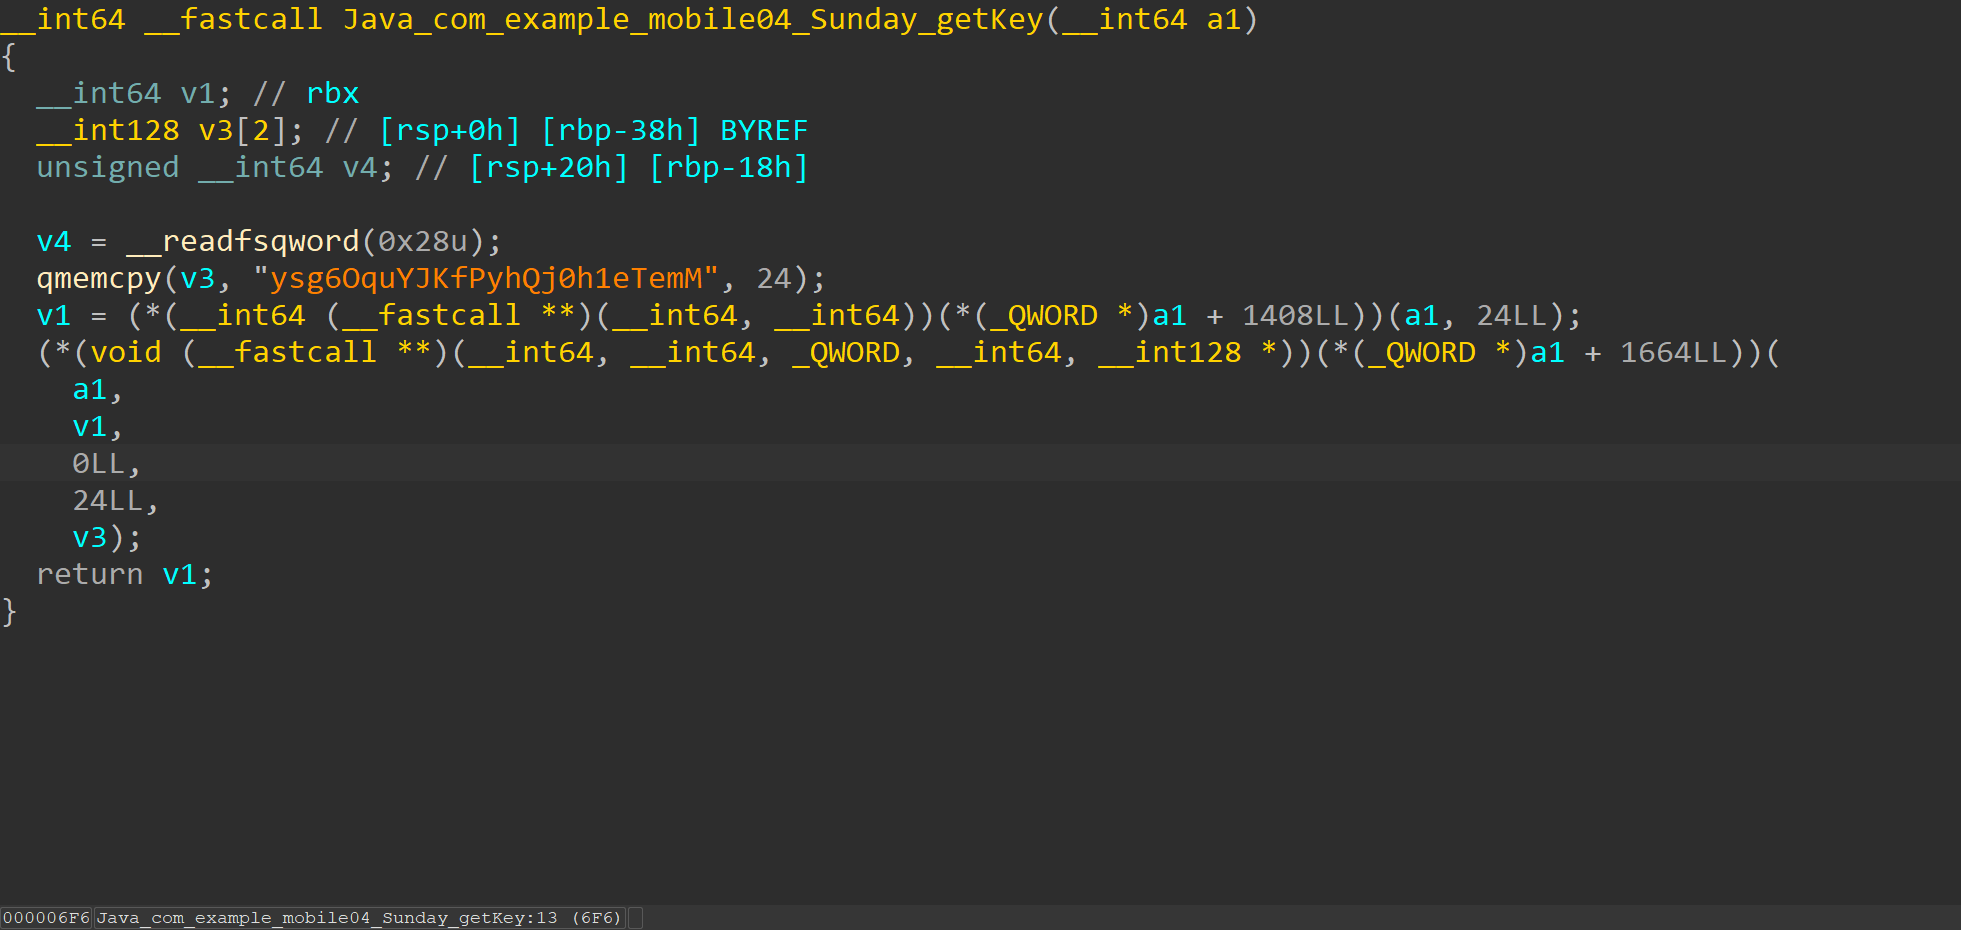 __int64 __fastcall Java_com_example_mobile04_Sunday_getKey(__int64 a1)
{
  __int64 v1; // rbx
  __int128 v3[2]; // [rsp+0h] [rbp-38h] BYREF
  unsigned __int64 v4; // [rsp+20h] [rbp-18h]

  v4 = __readfsqword(0x28u);
  qmemcpy(v3, "ysg6OquYJKfPyhQj0h1eTemM", 24);
  v1 = (*(__int64 (__fastcall **)(__int64, __int64))(*(_QWORD *)a1 + 1408LL))(a1, 24LL);
  (*(void (__fastcall **)(__int64, __int64, _QWORD, __int64, __int128 *))(*(_QWORD *)a1 + 1664LL))(
    a1,
    v1,
    0LL,
    24LL,
    v3);
  return v1;
}
000006F6 Java_com_example_mobile04_Sunday_getKey:13 (6F6)